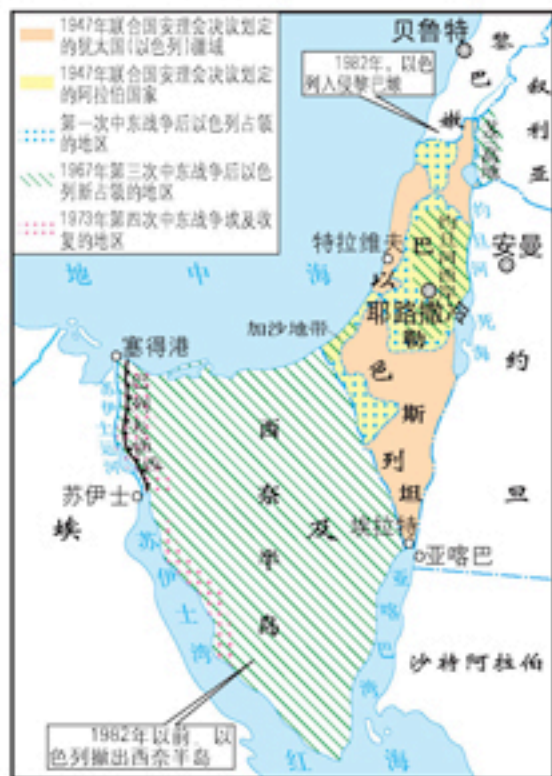 1947年联合国安理会决议划定
的犹太国(以色列)疆域
1947年联合国安理会决议划定
的阿拉伯国家
第一次中东战争后以色列占领
的地区
1967年第三次中东战争后以色
列新占领的地区
1973年第四次中东战争埃及收
复的地区
贝鲁特
1982年，以色
列入侵黎巴嫩
黎巴嫩
叙利亚
地中海
特拉维夫
约旦河
安曼
耶路撒冷
死海
加沙地带
以色列
巴勒斯坦
约旦
塞得港
苏伊士运河
苏伊士
埃及
西奈半岛
埃拉特
亚喀巴
苏伊士湾
亚喀巴湾
沙特阿拉伯
1982年以前，以
色列撤出西奈半岛
红海